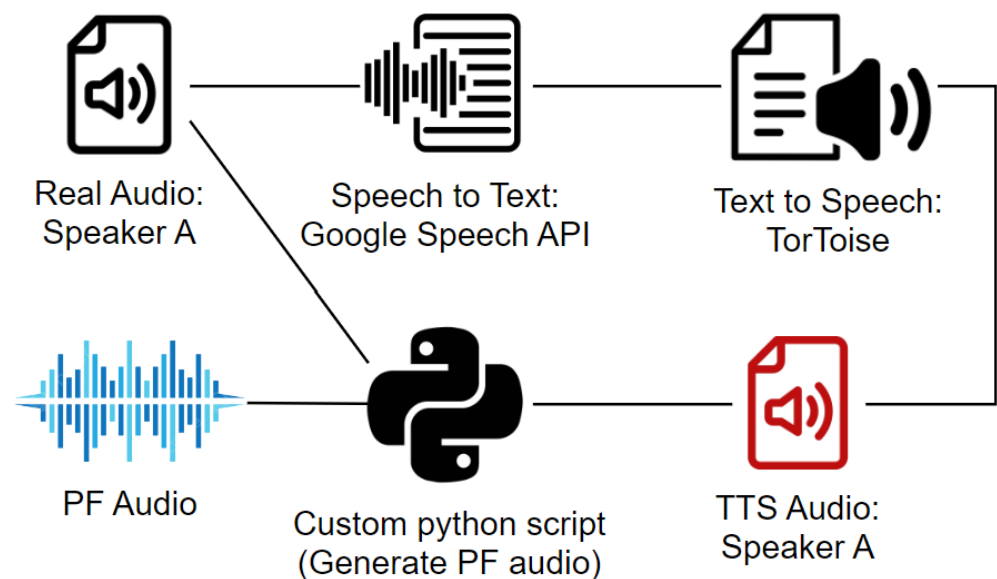 Real Audio:
Speaker A
Speech to Text:
Google Speech API
Text to Speech:
TorToise
PF Audio
Custom python script
(Generate PF audio)
TTS Audio:
Speaker A